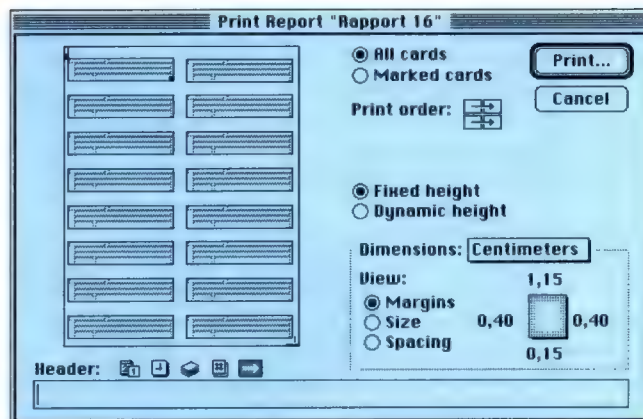 Print Report "Rapport 16"
All cards
Marked cards
Print...
Cancel
Print order:
Fixed height
Dynamic height
Dimensions: Centimeters
View:
Margins
Size
Spacing
1,15
0,40
0,40
0,15
Header: